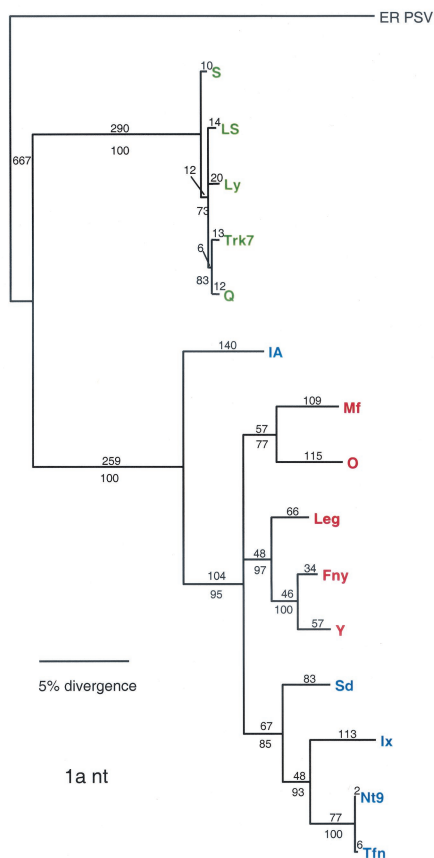 ER PSV
10 S
290
14 LS
667
100
12
20 Ly
73
13 Trk7
6
83
12 Q
140 IA
109 Mf
57
77
115 O
259
100
66 Leg
48
97
34 Fny
104
95
46
100
57 Y
5% divergence
83 Sd
67
85
113 Ix
1a nt
48
93
2 Nt9
77
100
6 Tfn